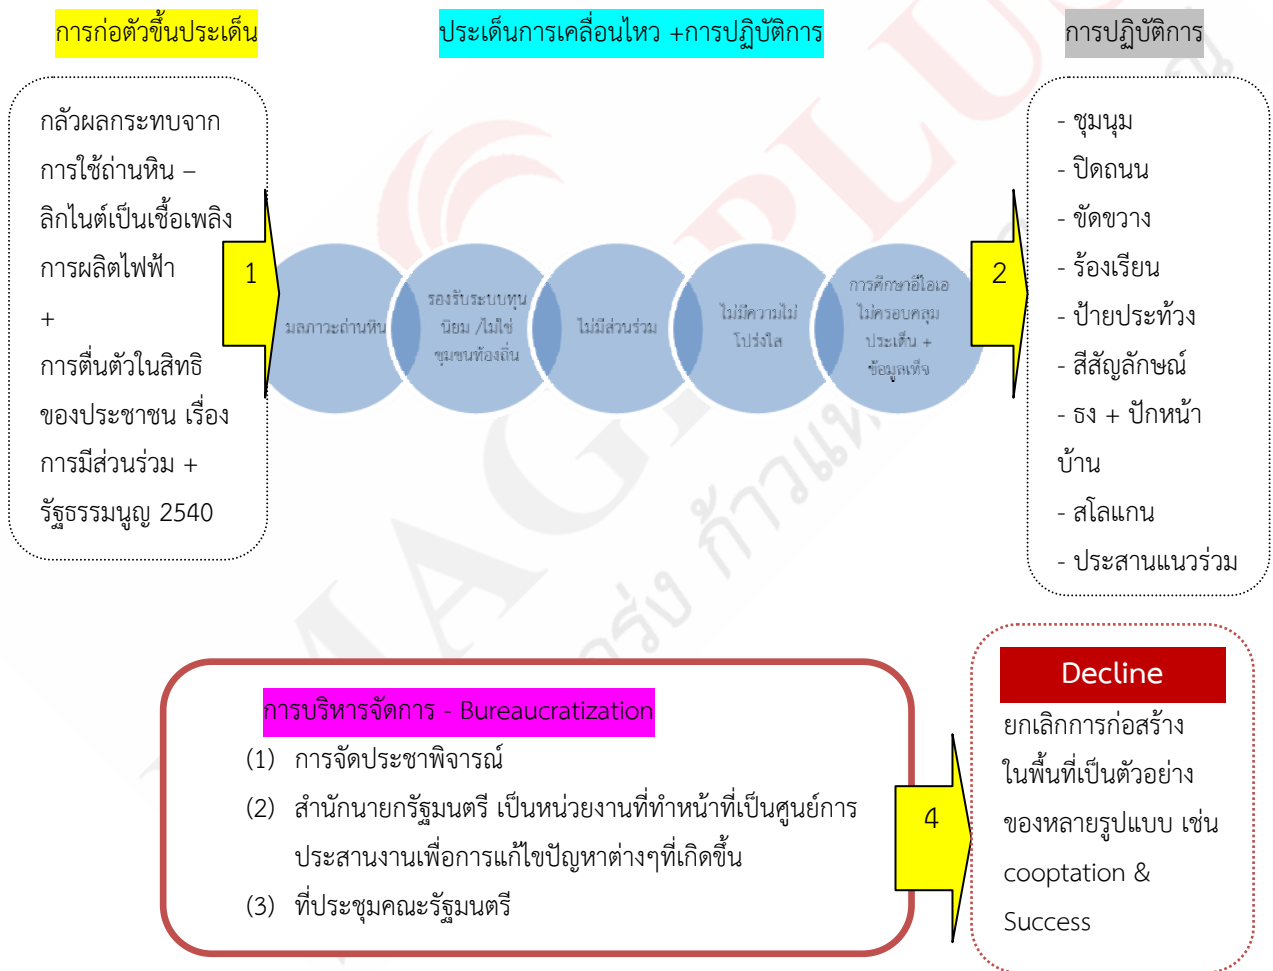 การก่อตัวขึ้นประเด็น
ประเด็นการเคลื่อนไหว +การปฏิบัติการ
การปฏิบัติการ
กลัวผลกระทบจาก
การใช้ถ่านหิน –
ลิกไนต์เป็นเชื้อเพลิง
การผลิตไฟฟ้า
+
การตื่นตัวในสิทธิ
ของประชาชน เรื่อง
การมีส่วนร่วม +
รัฐธรรมนูญ 2540
1
มลภาวะถ่านหิน
รองรับระบบทุน
นิยม /ไม่ใช่
ชุมชนท้องถิ่น
ไม่มีส่วนร่วม
ไม่มีความไม่
โปร่งใส
การศึกษาอีไอเอ
ไม่ครอบคลุม
ประเด็น +
ข้อมูลเท็จ
2
- ชุมนุม
- ปิดถนน
- ขัดขวาง
- ร้องเรียน
- ป้ายประท้วง
- สีสัญลักษณ์
- ธง + ปักหน้า
บ้าน
- สโลแกน
- ประสานแนวร่วม
การบริหารจัดการ - Bureaucratization
(1) การจัดประชาพิจารณ์
(2) สำนักนายกรัฐมนตรี เป็นหน่วยงานที่ทำหน้าที่เป็นศูนย์การ
ประสานงานเพื่อการแก้ไขปัญหาต่างๆที่เกิดขึ้น
(3) ที่ประชุมคณะรัฐมนตรี
4
Decline
ยกเลิกการก่อสร้าง
ในพื้นที่เป็นตัวอย่าง
ของหลายรูปแบบ เช่น
cooptation &
Success